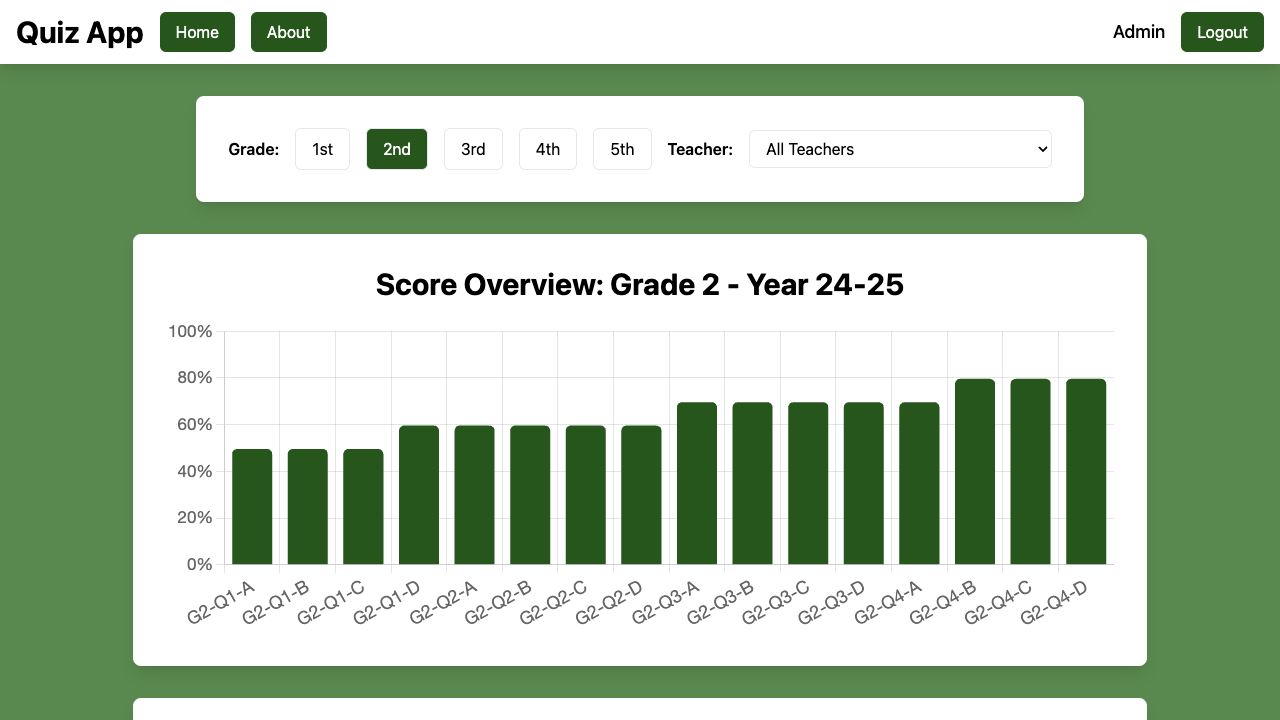 Quiz App Home About Admin Logout
Grade: 1st 2nd 3rd 4th 5th Teacher: All Teachers
Score Overview: Grade 2 - Year 24-25
100%
80%
60%
40%
20%
0%
G2-Q1-A G2-Q1-B G2-Q1-C G2-Q1-D G2-Q2-A G2-Q2-B G2-Q2-C G2-Q2-D G2-Q3-A G2-Q3-B G2-Q3-C G2-Q3-D G2-Q4-A G2-Q4-B G2-Q4-C G2-Q4-D